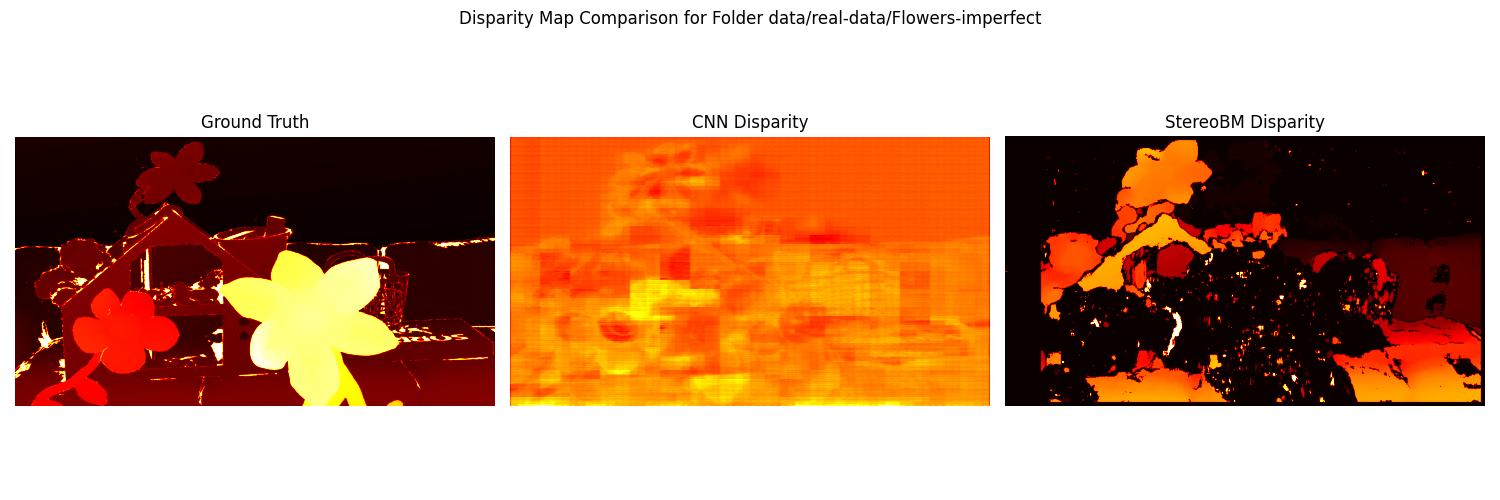 Disparity Map Comparison for Folder data/real-data/Flowers-imperfect
Ground Truth
CNN Disparity
StereoBM Disparity